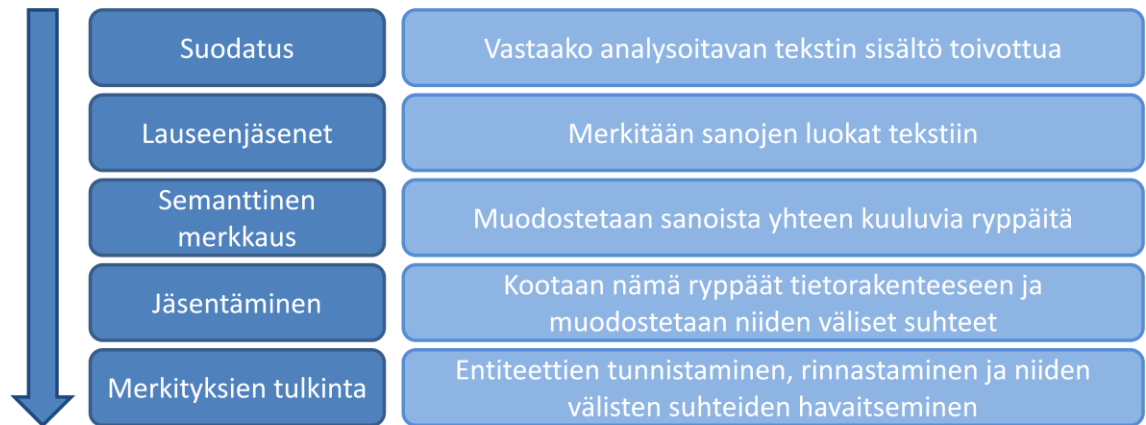 Suodatus
Vastaako analysoitavan tekstin sisältö toivottua
Lauseenjäsenet
Merkitään sanojen luokat tekstiin
Semanttinen
merkkaus
Muodostetaan sanoista yhteen kuuluvia ryppäitä
Jäsentäminen
Kootaan nämä ryppäät tietorakenteeseen ja
muodostetaan niiden väliset suhteet
Merkityksien tulkinta
Entiteettien tunnistaminen, rinnastaminen ja niiden
välisten suhteiden havaitseminen